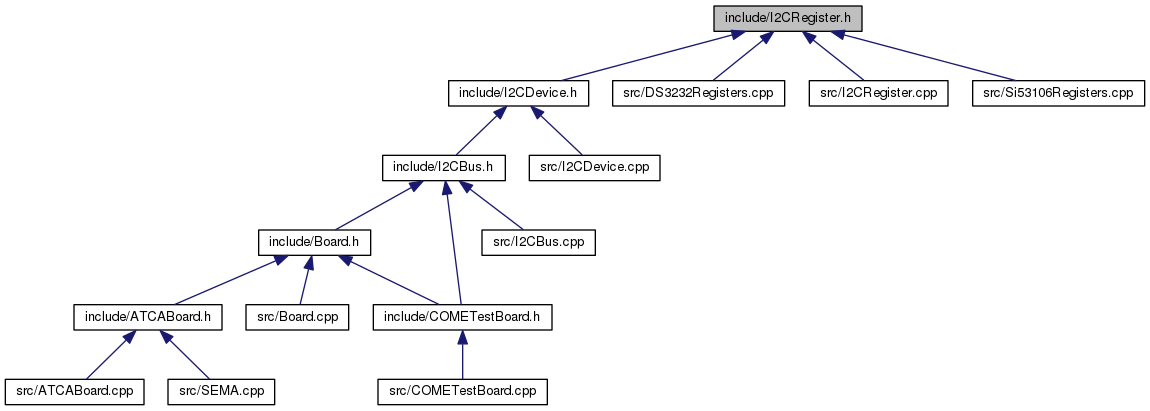 include/I2CRegister.h
include/I2CDevice.h
src/DS3232Registers.cpp
src/I2CRegister.cpp
src/Si53106Registers.cpp
include/I2CBus.h
src/I2CDevice.cpp
include/Board.h
src/I2CBus.cpp
include/ATCABoard.h
src/Board.cpp
include/COMETestBoard.h
src/ATCABoard.cpp
src/SEMA.cpp
src/COMETestBoard.cpp